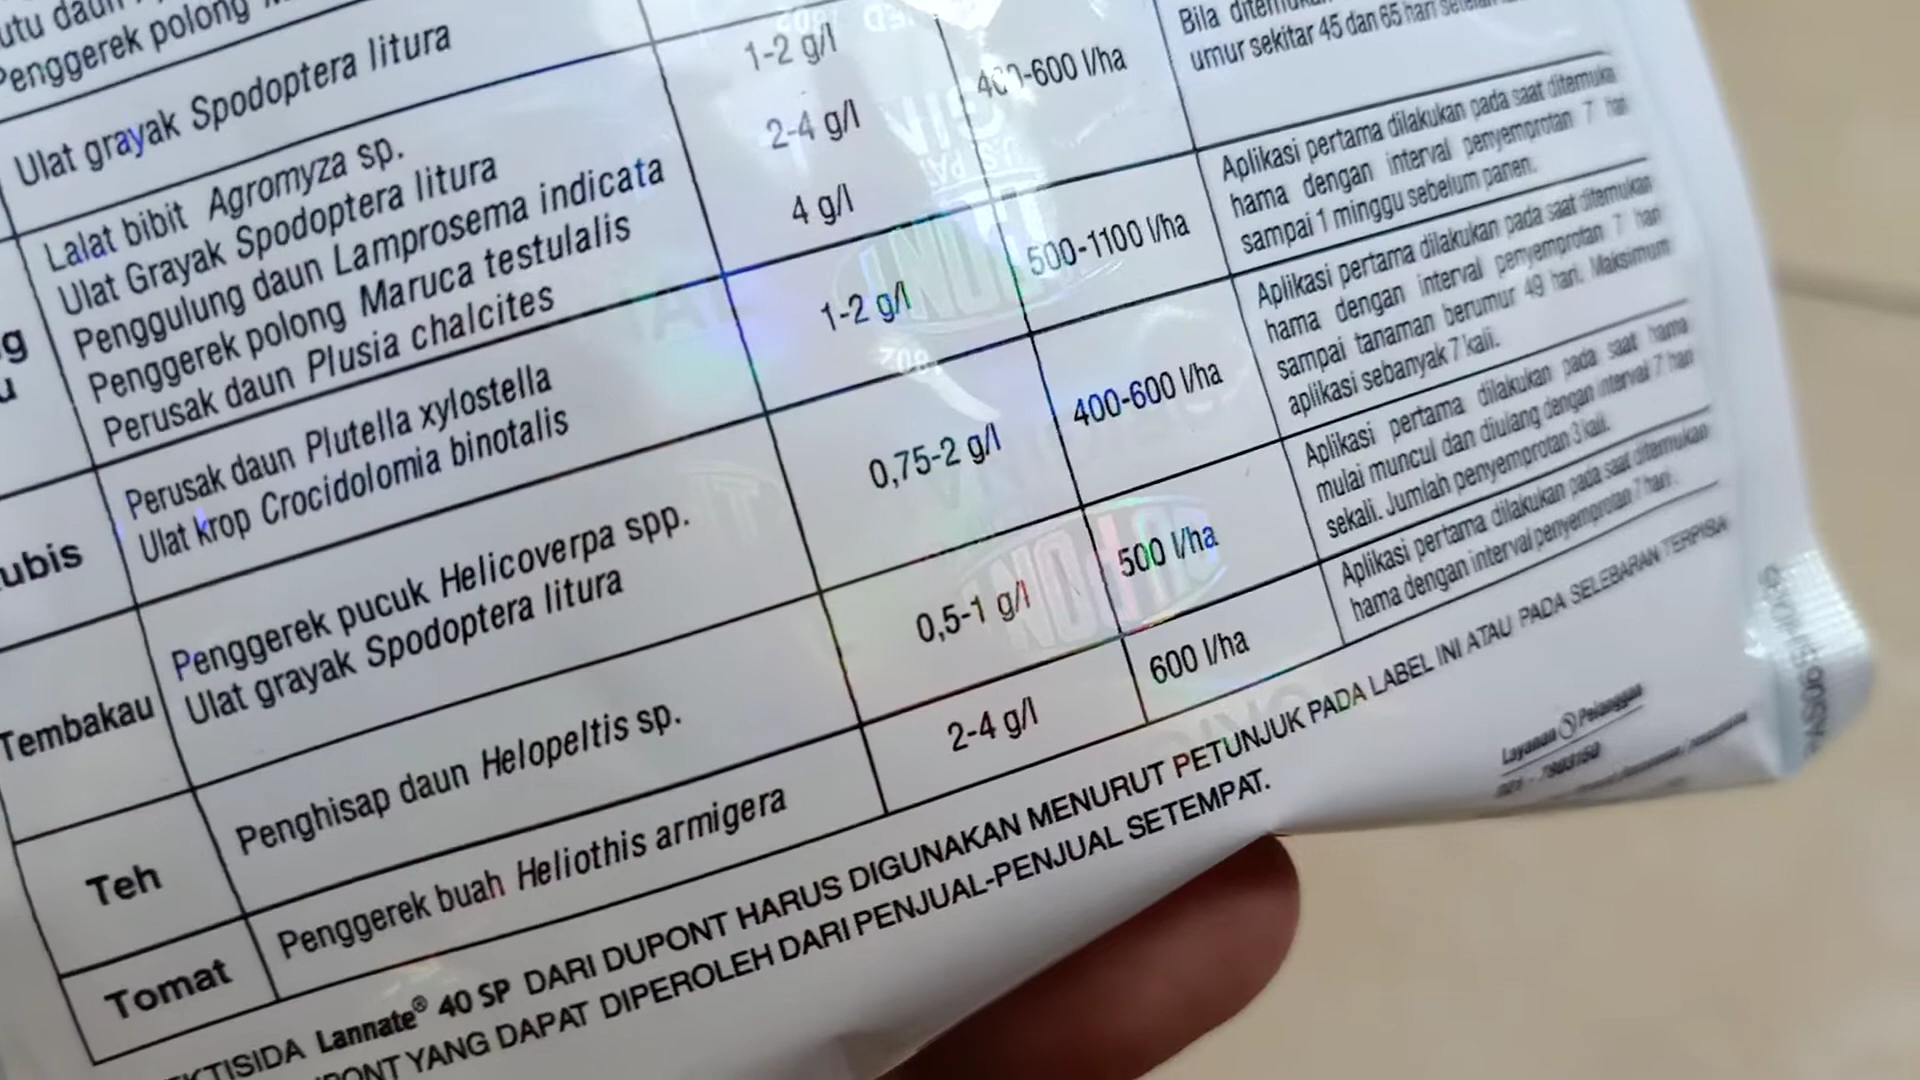 utu daun
Penggerek polong
Ulat grayak Spodoptera litura
1-2 g/l
400-600 l/ha
umur sekitar 45 dan 65 hari
Lalat bibit Agromyza sp.
Ulat Grayak Spodoptera litura
Penggulung daun Lamprosema indicata
Penggerek polong Maruca testulalis
Perusak daun Plusia chalcites
2-4 g/l
4 g/l
500-1100 l/ha
Aplikasi pertama dilakukan pada saat ditemukan
hama dengan interval penyemprotan 7 hari
sampai 1 minggu sebelum panen.
ubis
Perusak daun Plutella xylostella
Ulat krop Crocidolomia binotalis
1-2 g/l
400-600 l/ha
Aplikasi pertama dilakukan pada saat ditemukan
hama dengan interval penyemprotan 7 hari
sampai tanaman berumur 49 hari. Maksimum
aplikasi sebanyak 7 kali.
Tembakau
Penggerek pucuk Helicoverpa spp.
Ulat grayak Spodoptera litura
0,75-2 g/l
500 l/ha
Aplikasi pertama dilakukan pada saat hama
mulai muncul dan diulang dengan interval 7 hari
sekali. Jumlah penyemprotan 3 kali.
Teh
Penghisap daun Helopeltis sp.
0,5-1 g/l
600 l/ha
Aplikasi pertama dilakukan pada saat ditemukan
hama dengan interval penyemprotan 7 hari.
Tomat
Penggerek buah Heliothis armigera
2-4 g/l
KTISIDA Lannate® 40 SP DARI DUPONT HARUS DIGUNAKAN MENURUT PETUNJUK PADA LABEL INI ATAU PADA SELEBARAN TERPISAH
PONT YANG DAPAT DIPEROLEH DARI PENJUAL-PENJUAL SETEMPAT.
Layanan Pelanggan